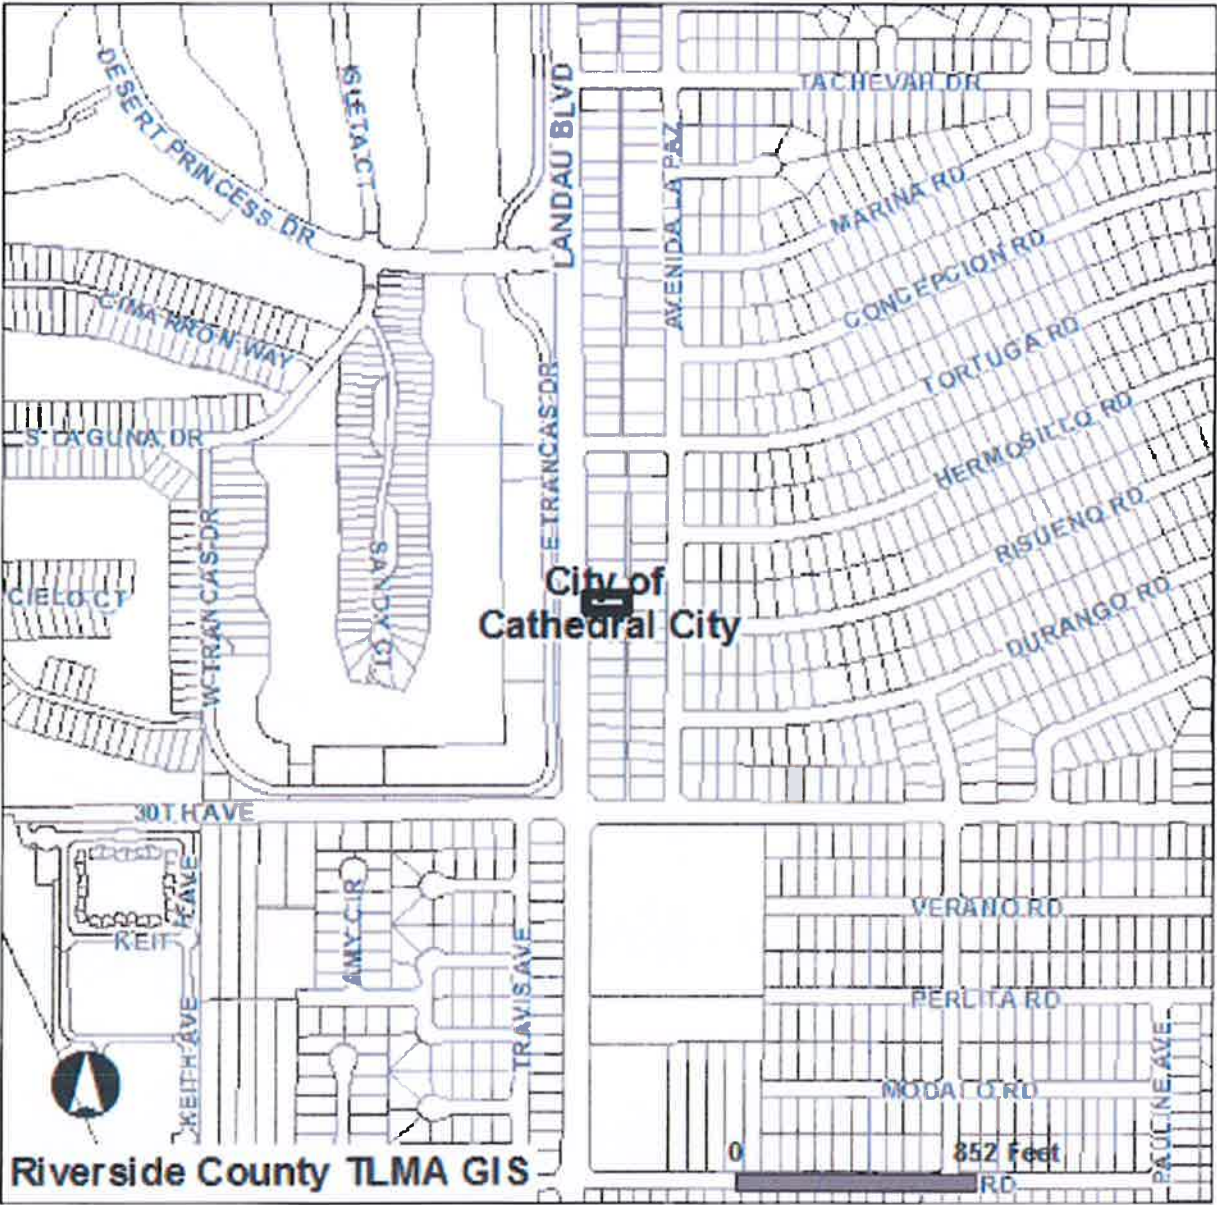 TACHEVAH DR
DESERT PRINCESS DR
ISLETA CT
LANDAU BLVD
AVENIDA LA PAZ
MARINA RD
CONCEPCION RD
CIMARRON WAY
TORTUGA RD
HERMOSILLO RD
S LAGUNA DR
E TRANCAS DR
RISUENO RD
W TRANCAS DR
SANDY CT
CIELO CT
City of
Cathedral City
DURANGO RD
30TH AVE
KEITH AVE
AMY CIR
VERANO RD
TRAVIS AVE
PERLITA RD
KEITH AVE
MODALO RD
PAULINE AVE
0 852 Feet
Riverside County TLMA GIS
RD